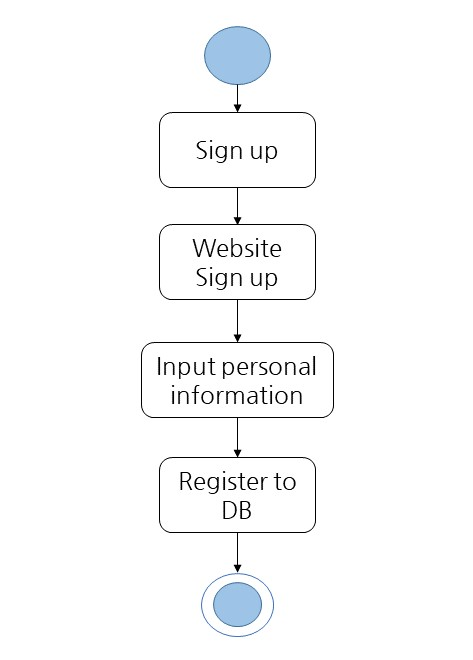 Sign up
Website
Sign up
Input personal
information
Register to
DB